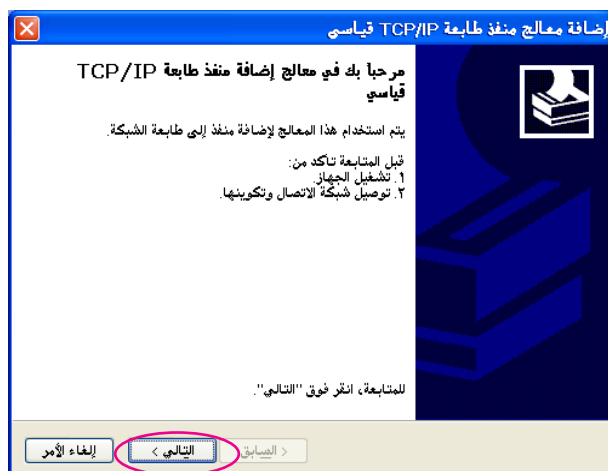 إضافة معالج منفذ طابعة TCP/IP قياسي
مرحباً بك في معالج إضافة منفذ طابعة TCP/IP
قياسي
يتم استخدام هذا المعالج لإضافة منفذ إلى طابعة الشبكة.
قبل المتابعة تأكد من:
١. تشغيل الجهاز.
٢. توصيل شبكة الاتصال وتكوينها.
للمتابعة، انقر فوق "التالي".
< السابق
التالي >
إلغاء الأمر